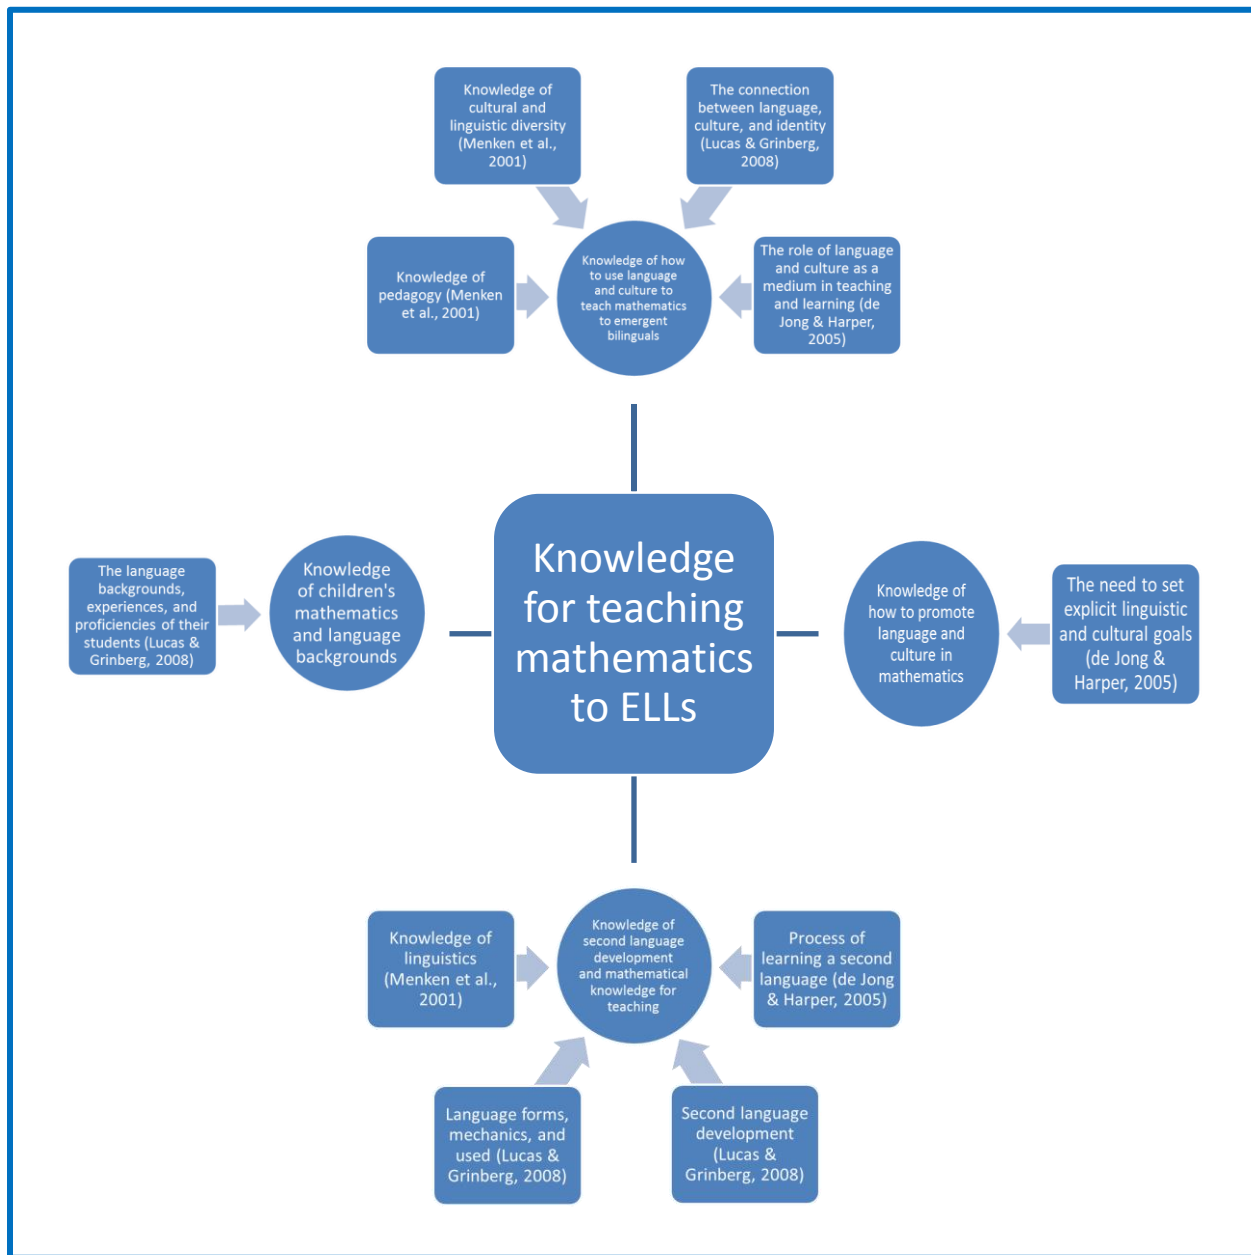 Knowledge of
cultural and
linguistic diversity
(Menken et al.,
2001)
The connection
between language,
culture, and identity
(Lucas & Grinberg,
2008)
Knowledge of
pedagogy (Menken
et al., 2001)
Knowledge of how
to use language
and culture to
teach mathematics
to emergent
bilinguals
The role of language
and culture as a
medium in teaching
and learning (de
Jong & Harper,
2005)
The language
backgrounds,
experiences, and
proficiencies of their
students (Lucas &
Grinberg, 2008)
Knowledge
of children's
mathematics
and language
backgrounds
Knowledge
for teaching
mathematics
to ELLs
Knowledge of
how to promote
language and
culture in
mathematics
The need to set
explicit linguistic
and cultural goals
(de Jong &
Harper, 2005)
Knowledge of
linguistics
(Menken et al.,
2001)
Knowledge of
second language
development
and mathematical
knowledge for
teaching
Process of
learning a second
language (de Jong
& Harper, 2005)
Language forms,
mechanics, and
used (Lucas &
Grinberg, 2008)
Second language
development
(Lucas &
Grinberg, 2008)